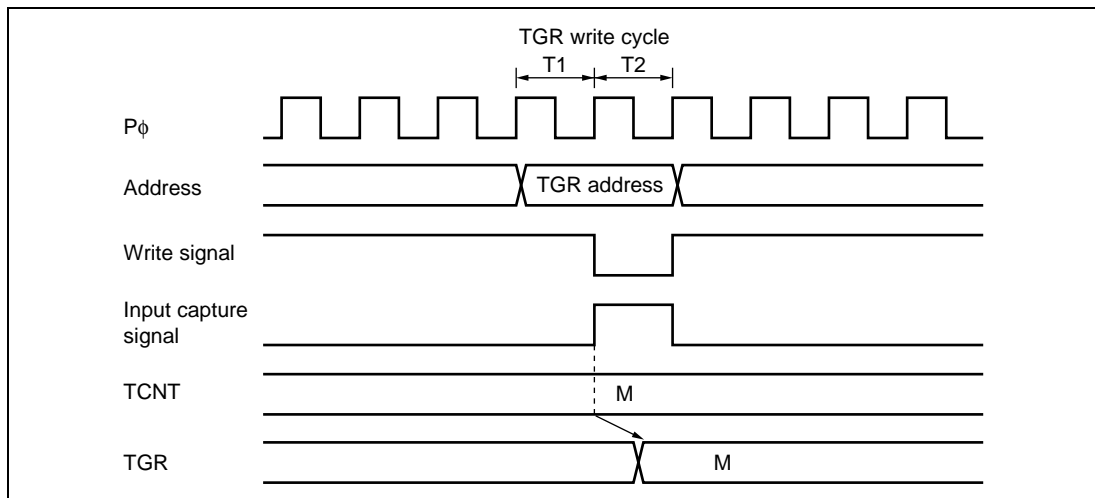 TGR write cycle
T1 T2
Pϕ
Address
TGR address
Write signal
Input capture
signal
TCNT
M
TGR
M